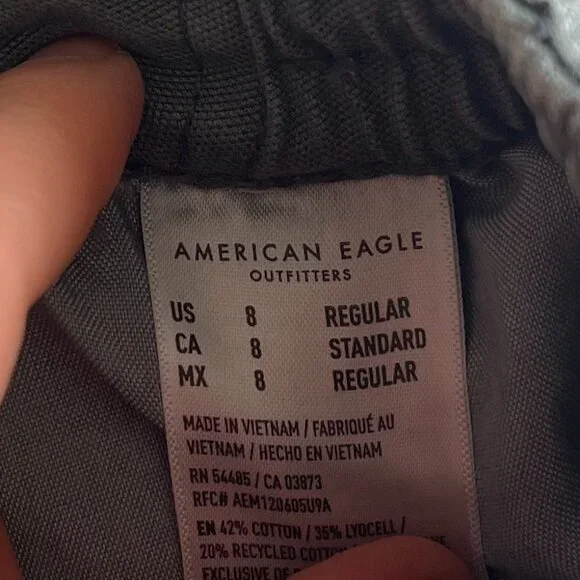 AMERICAN EAGLE
OUTFITTERS
US 8 REGULAR
CA 8 STANDARD
MX 8 REGULAR
MADE IN VIETNAM / FABRIQUÉ AU
VIETNAM / HECHO EN VIETNAM
RN 54485 / CA 03873
RFC# AEM120605U9A
EN 42% COTTON / 35% LYOCELL /
20% RECYCLED
EXCLUSIVE